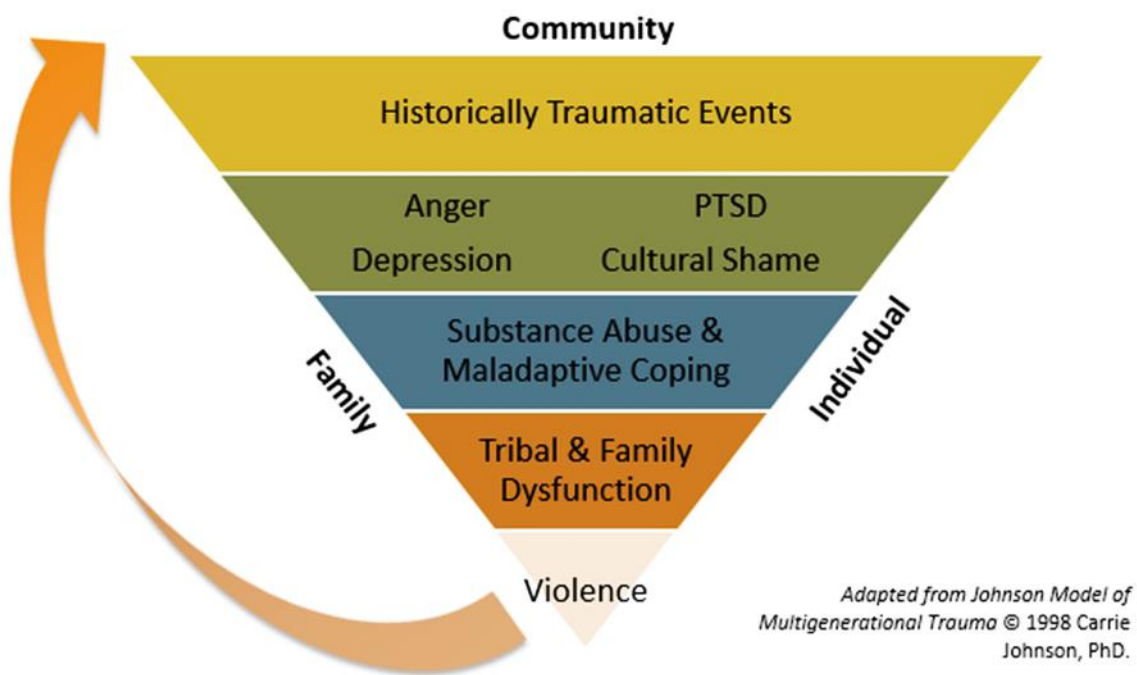 Community
Historically Traumatic Events
Anger PTSD
Depression Cultural Shame
Substance Abuse &
Maladaptive Coping
Family
Individual
Tribal & Family
Dysfunction
Violence
Adapted from Johnson Model of
Multigenerational Trauma © 1998 Carrie
Johnson, PhD.